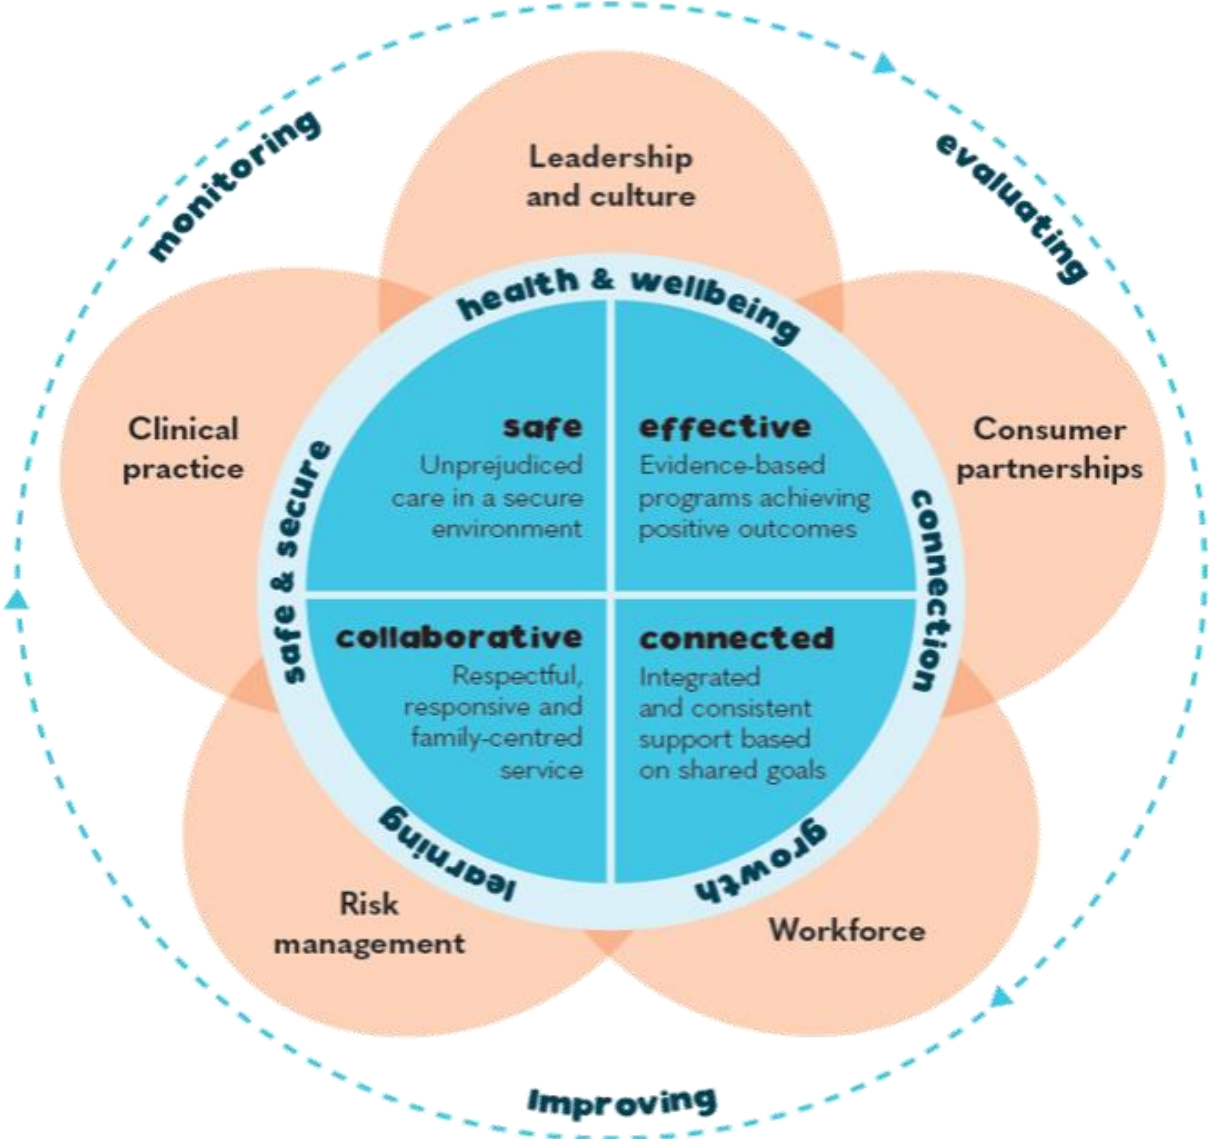 monitoring
evaluating
Leadership
and culture
health & wellbeing
Clinical
practice
Consumer
partnerships
safe & secure
connection
safe
Unprejudiced
care in a secure
environment
effective
Evidence-based
programs achieving
positive outcomes
collaborative
Respectful,
responsive and
family-centred
service
connected
Integrated
and consistent
support based
on shared goals
learning
growth
Risk
management
Workforce
Improving